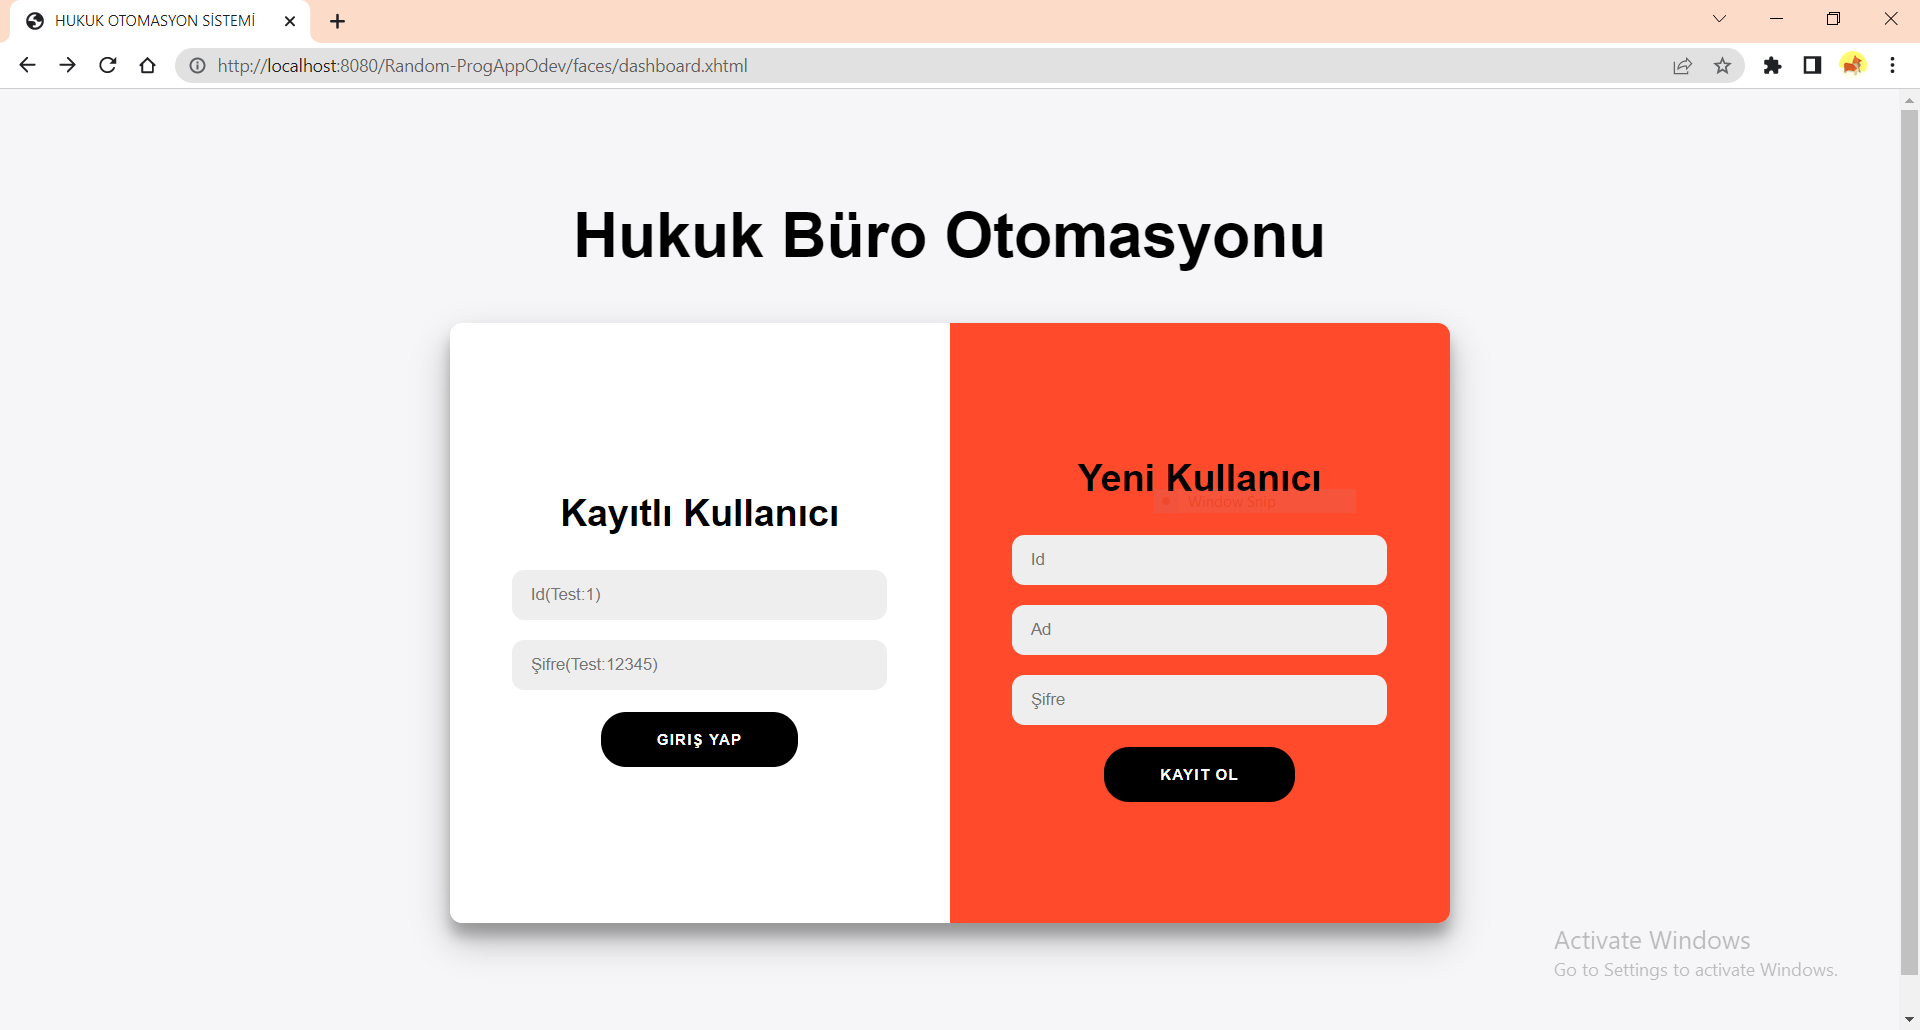 HUKUK OTOMASYON SİSTEMİ
http://localhost:8080/Random-ProgAppOdev/faces/dashboard.xhtml
Hukuk Büro Otomasyonu
Kayıtlı Kullanıcı
Id(Test:1)
Şifre(Test:12345)
GIRIŞ YAP
Yeni Kullanıcı
Window Snip
Id
Ad
Şifre
KAYIT OL
Activate Windows
Go to Settings to activate Windows.